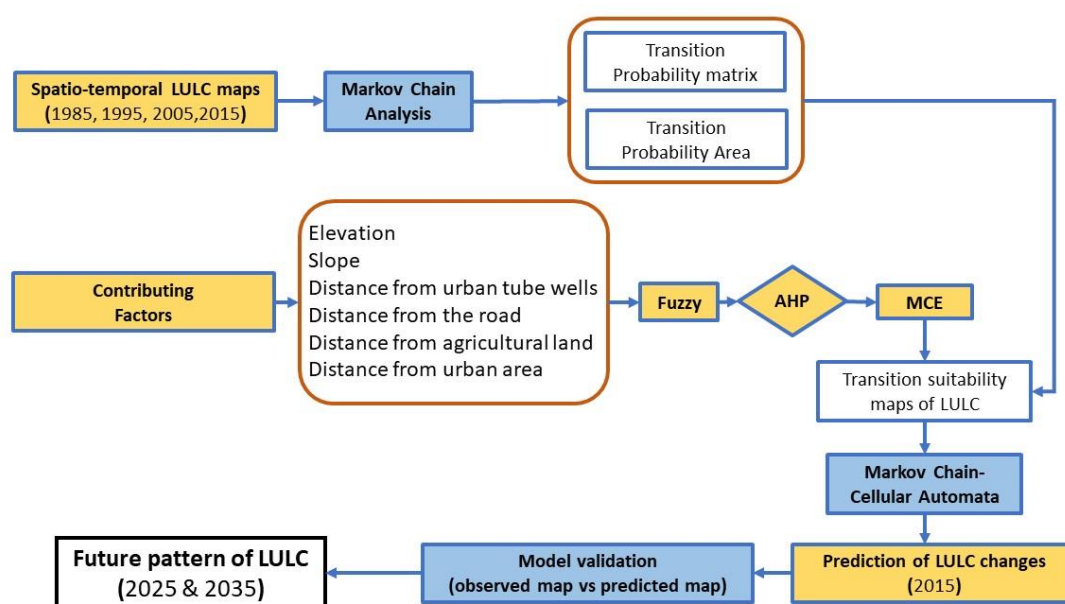 Spatio-temporal LULC maps
(1985, 1995, 2005,2015)
Markov Chain
Analysis
Transition
Probability matrix
Transition
Probability Area
Contributing
Factors
Elevation
Slope
Distance from urban tube wells
Distance from the road
Distance from agricultural land
Distance from urban area
Fuzzy
AHP
MCE
Transition suitability
maps of LULC
Markov Chain-
Cellular Automata
Prediction of LULC changes
(2015)
Model validation
(observed map vs predicted map)
Future pattern of LULC
(2025 & 2035)